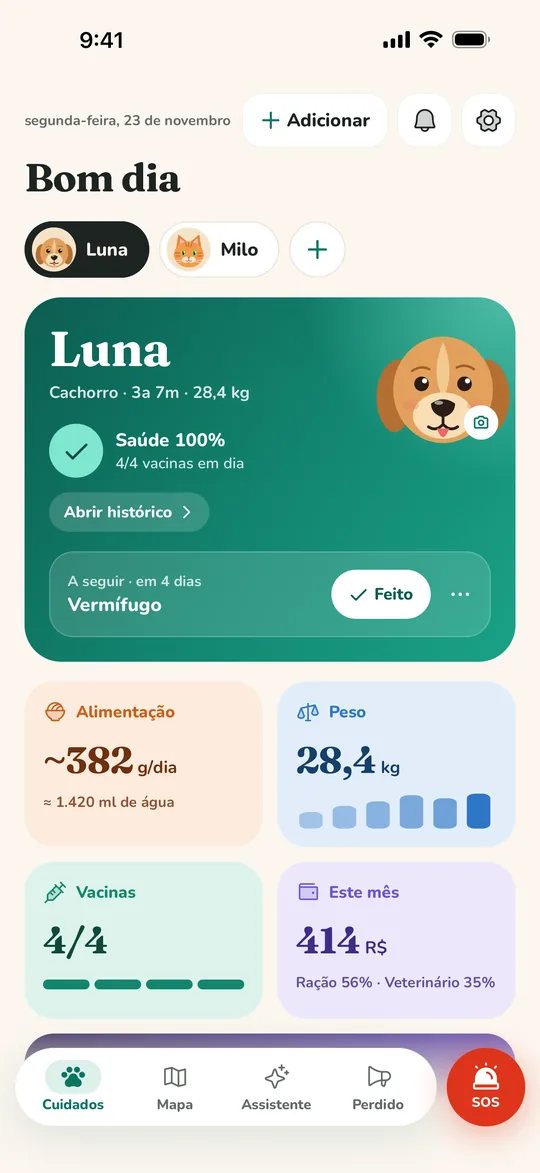 9:41
segunda-feira, 23 de novembro
Adicionar
Bom dia
Luna
Milo
Luna
Cachorro · 3a 7m · 28,4 kg
Saúde 100%
4/4 vacinas em dia
Abrir histórico
A seguir · em 4 dias
Vermífugo
Feito
Alimentação
~382 g/dia
≈ 1.420 ml de água
Peso
28,4 kg
Vacinas
4/4
Este mês
414 R$
Ração 56% · Veterinário 35%
Cuidados
Mapa
Assistente
Perdido
SOS